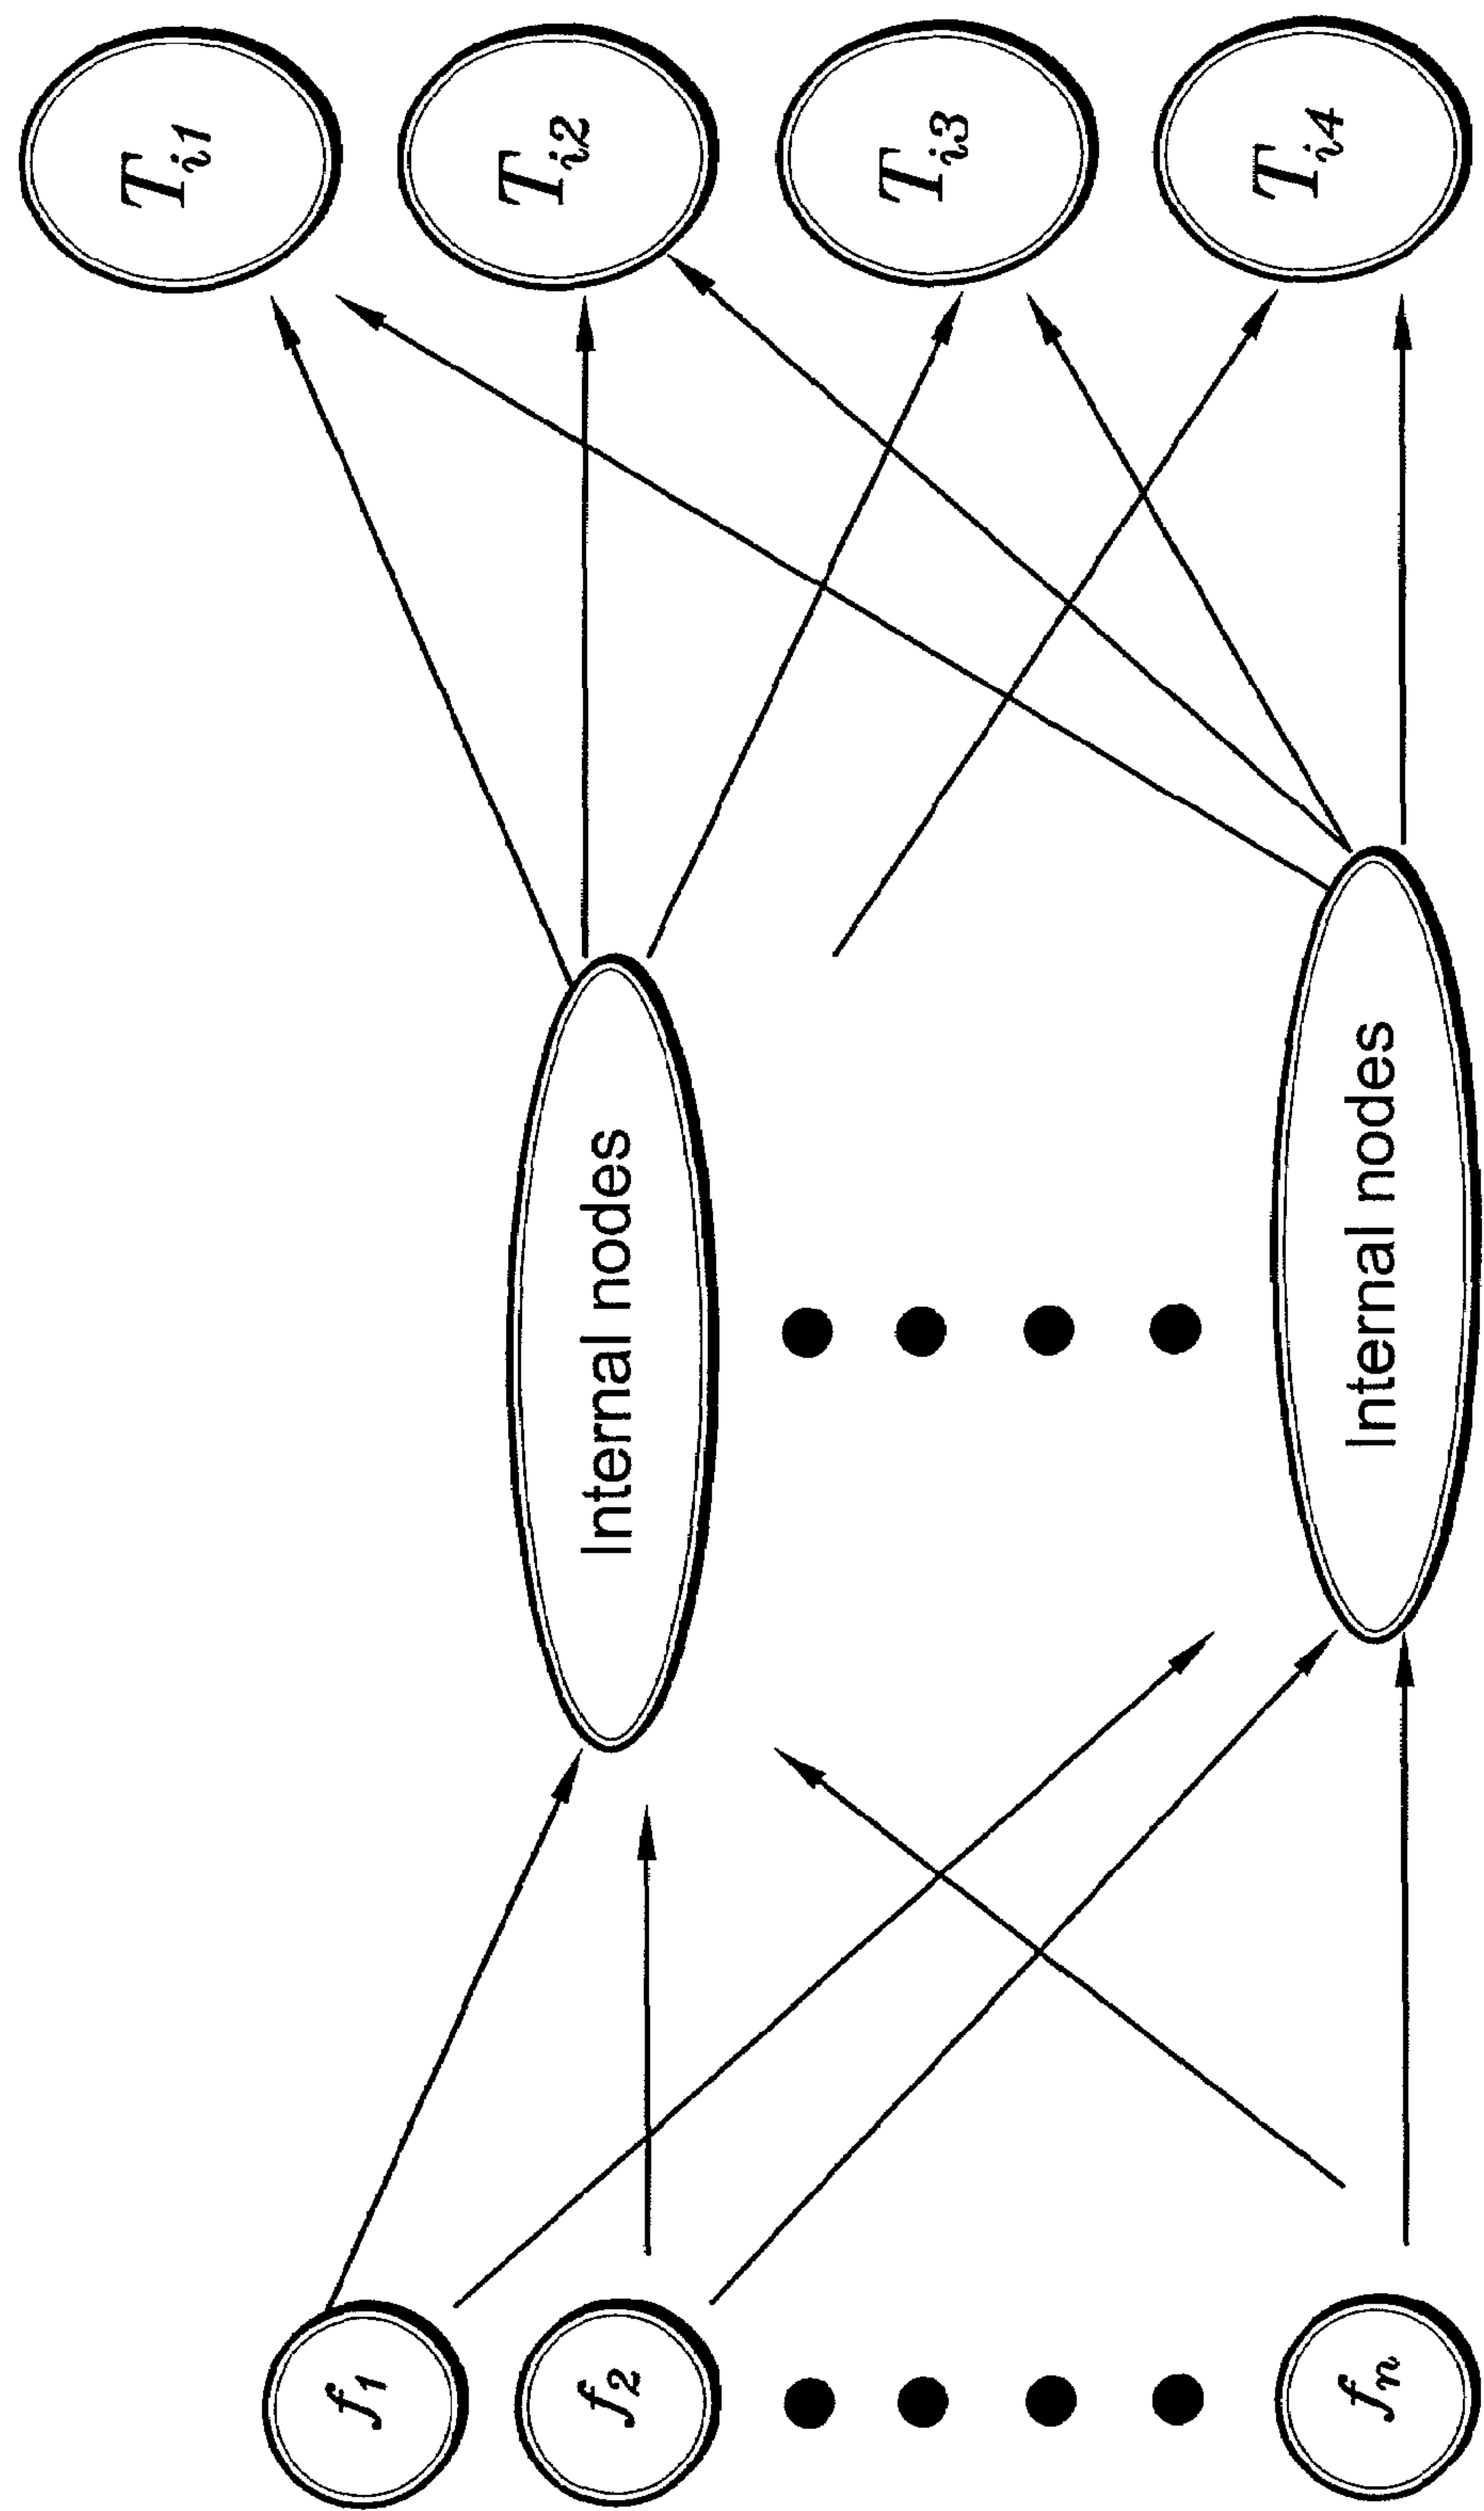 T_i1
T_i2
T_i3
T_i4
Internal nodes
Internal nodes
f_1
f_2
f_n